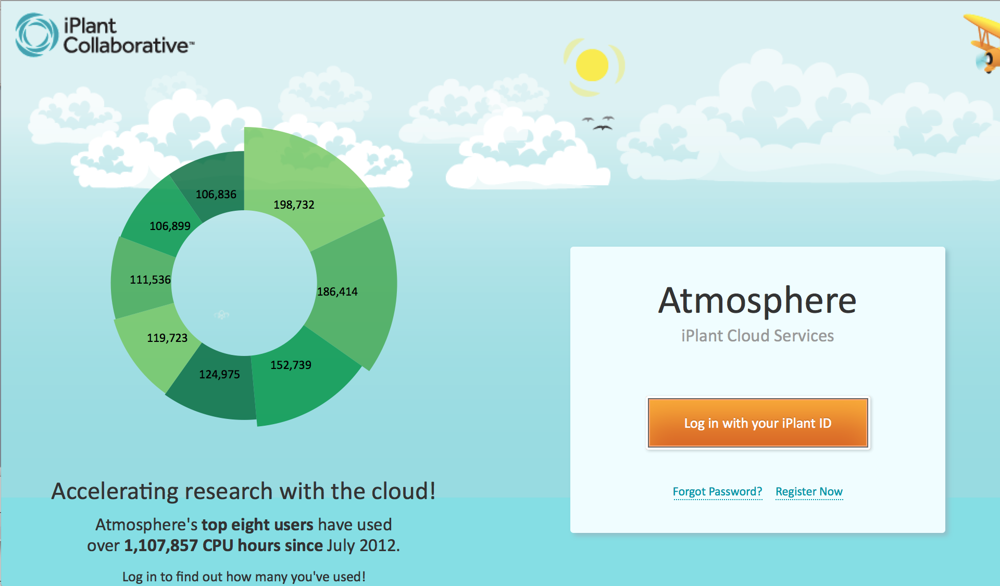 iPlant
Collaborative™
106,836
198,732
106,899
111,536
186,414
119,723
152,739
124,975
Atmosphere
iPlant Cloud Services
Log in with your iPlant ID
Forgot Password? Register Now
Accelerating research with the cloud!
Atmosphere's top eight users have used
over 1,107,857 CPU hours since July 2012.
Log in to find out how many you've used!